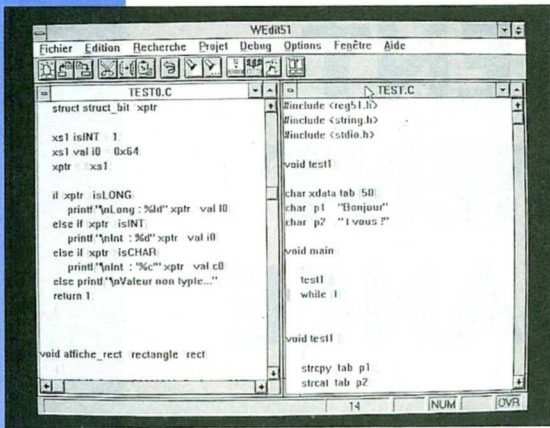 WEdit51
Fichier Edition Recherche Projet Debug Options Fenêtre Aide
TEST0.C
struct struct_bit xptr
xs1 isINT 1
xs1 val i0 0x64
xptr xs1
if xptr isLONG
printf "\nLong : %ld" xptr val l0
else if xptr isINT
printf "\nInt : %d" xptr val i0
else if xptr isCHAR
printf "\nInt : "%c"' xptr val c0
else printf "\nValeur non typée..."
return 1
void affiche_rect rectangle rect
TEST.C
#include <reg51.h>
#include <string.h>
#include <stdio.h>
void test1
char xdata tab 50
char p1 "Bonjour"
char p2 "vous !"
void main
test1
while 1
void test1
strcpy tab p1
strcat tab p2
14 NUM OVR